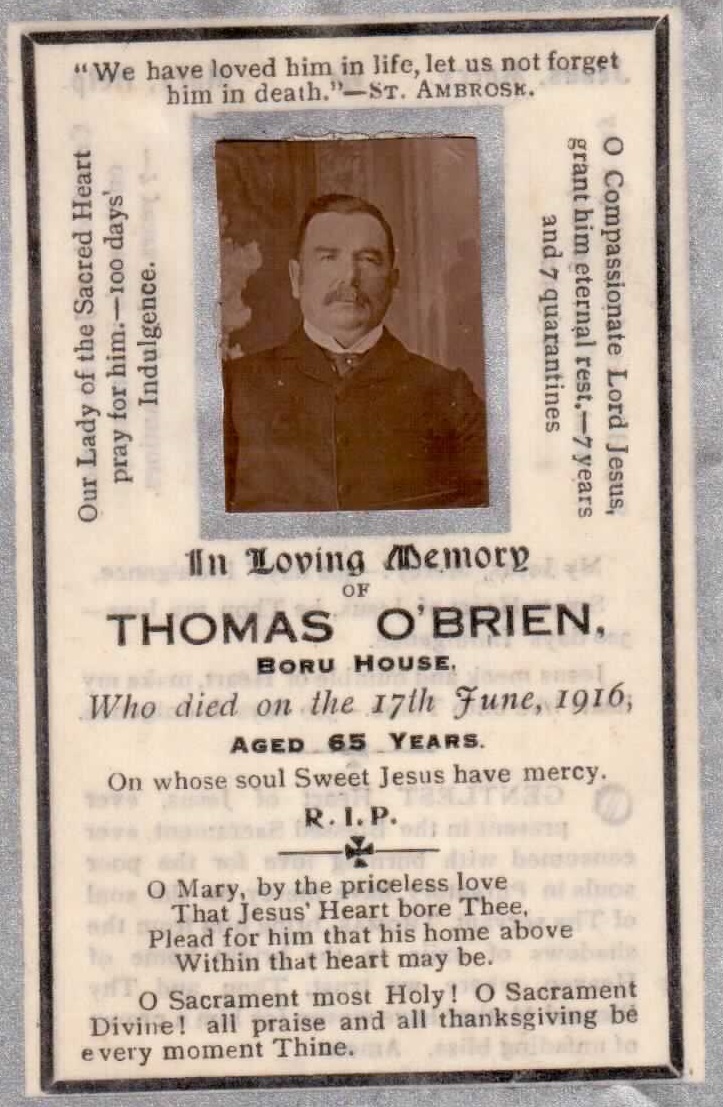 "We have loved him in life, let us not forget
him in death."—ST. AMBROSE.
Our Lady of the Sacred Heart
pray for him.—100 days'
Indulgence.
O Compassionate Lord Jesus,
grant him eternal rest,—7 years
and 7 quarantines
In Loving Memory
OF
THOMAS O'BRIEN,
BORU HOUSE,
Who died on the 17th June, 1916,
AGED 65 YEARS.
On whose soul Sweet Jesus have mercy.
R.I.P.
O Mary, by the priceless love
That Jesus' Heart bore Thee,
Plead for him that his home above
Within that heart may be.
O Sacrament most Holy! O Sacrament
Divine! all praise and all thanksgiving be
every moment Thine.